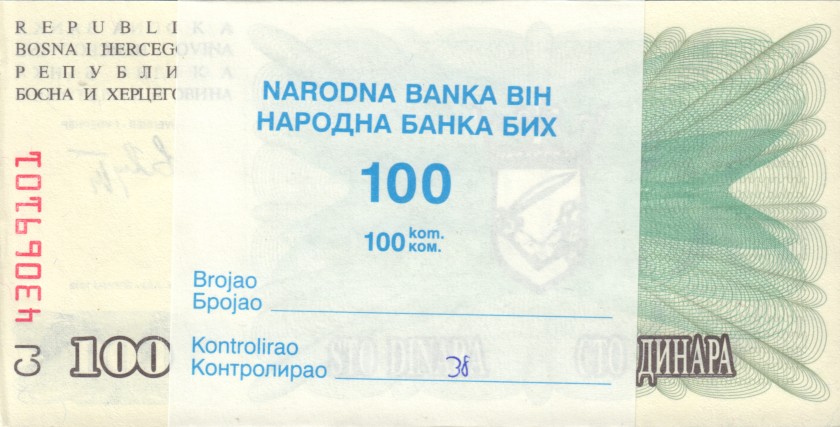 REPUBLIKA
BOSNA I HERCEGOVINA
РЕПУБЛИКА
БОСНА И ХЕРЦЕГОВИНА
NARODNA BANKA BIH
НАРОДНА БАНКА БИХ
100
100 kom.
ком.
Brojao
Бројао
Kontrolirao
Контролирао 38
CJ 43069101
100 STO DINARA СТО ДИНАРА